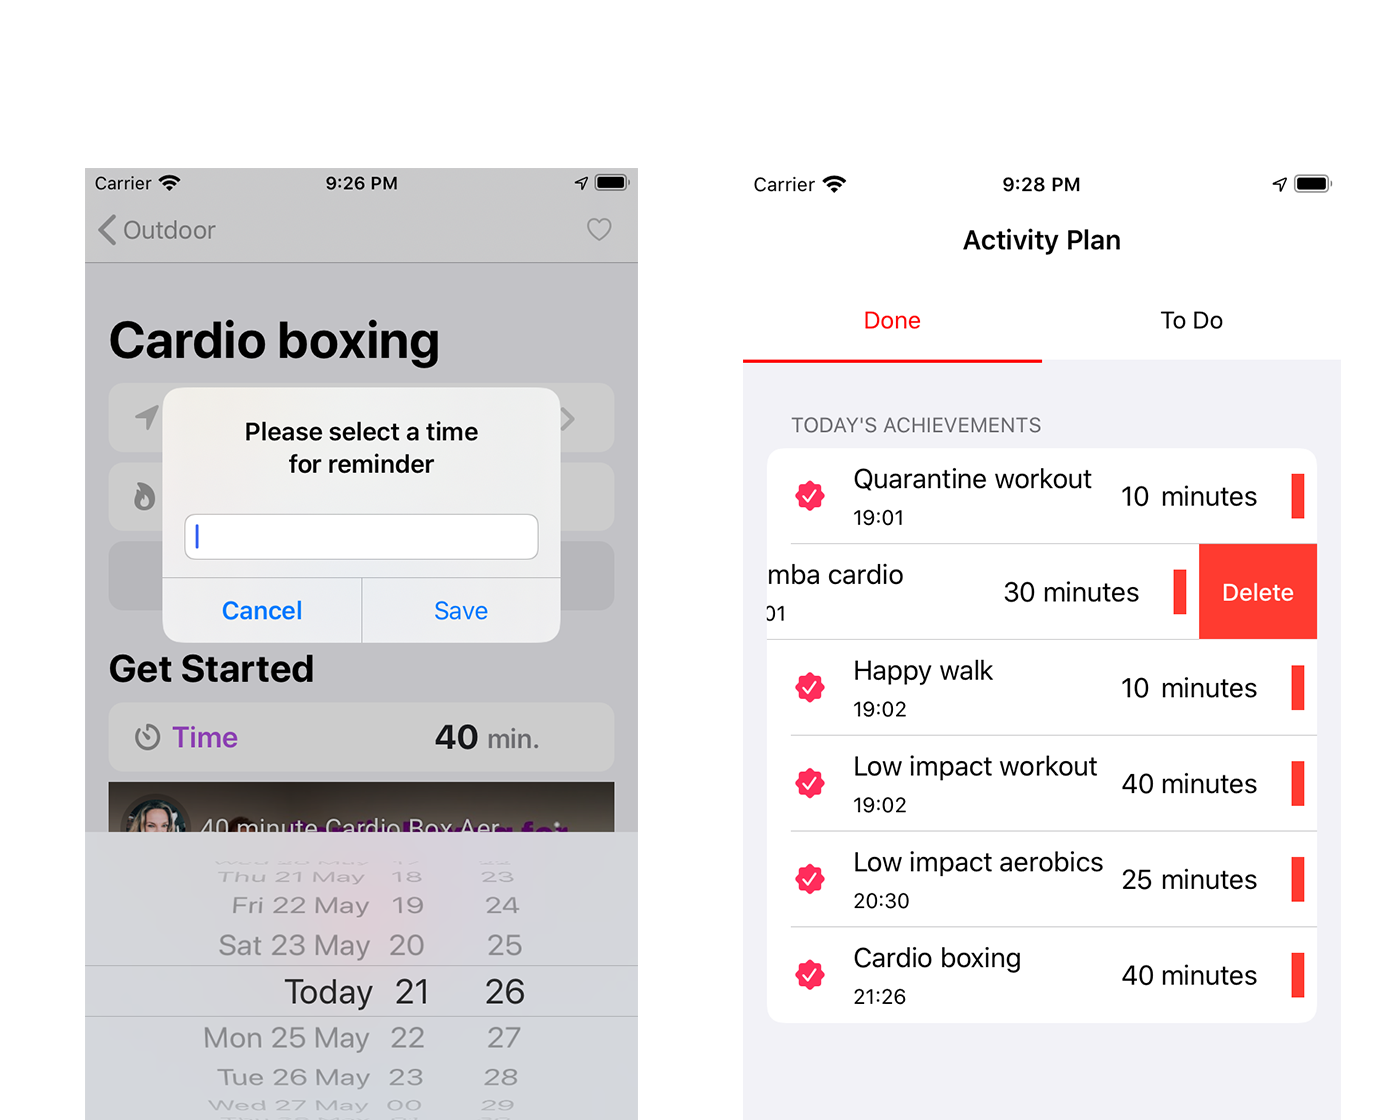 Carrier 9:26 PM
Outdoor
Cardio boxing
Please select a time
for reminder
Cancel Save
Get Started
Time 40 min.
40 minute Cardio Box Aer
Thu 21 May 18 23
Fri 22 May 19 24
Sat 23 May 20 25
Today 21 26
Mon 25 May 22 27
Tue 26 May 23 28
Wed 27 May 00 29
Carrier 9:28 PM
Activity Plan
Done To Do
TODAY'S ACHIEVEMENTS
Quarantine workout
19:01
10 minutes
mba cardio
01
30 minutes
Delete
Happy walk
19:02
10 minutes
Low impact workout
19:02
40 minutes
Low impact aerobics
20:30
25 minutes
Cardio boxing
21:26
40 minutes